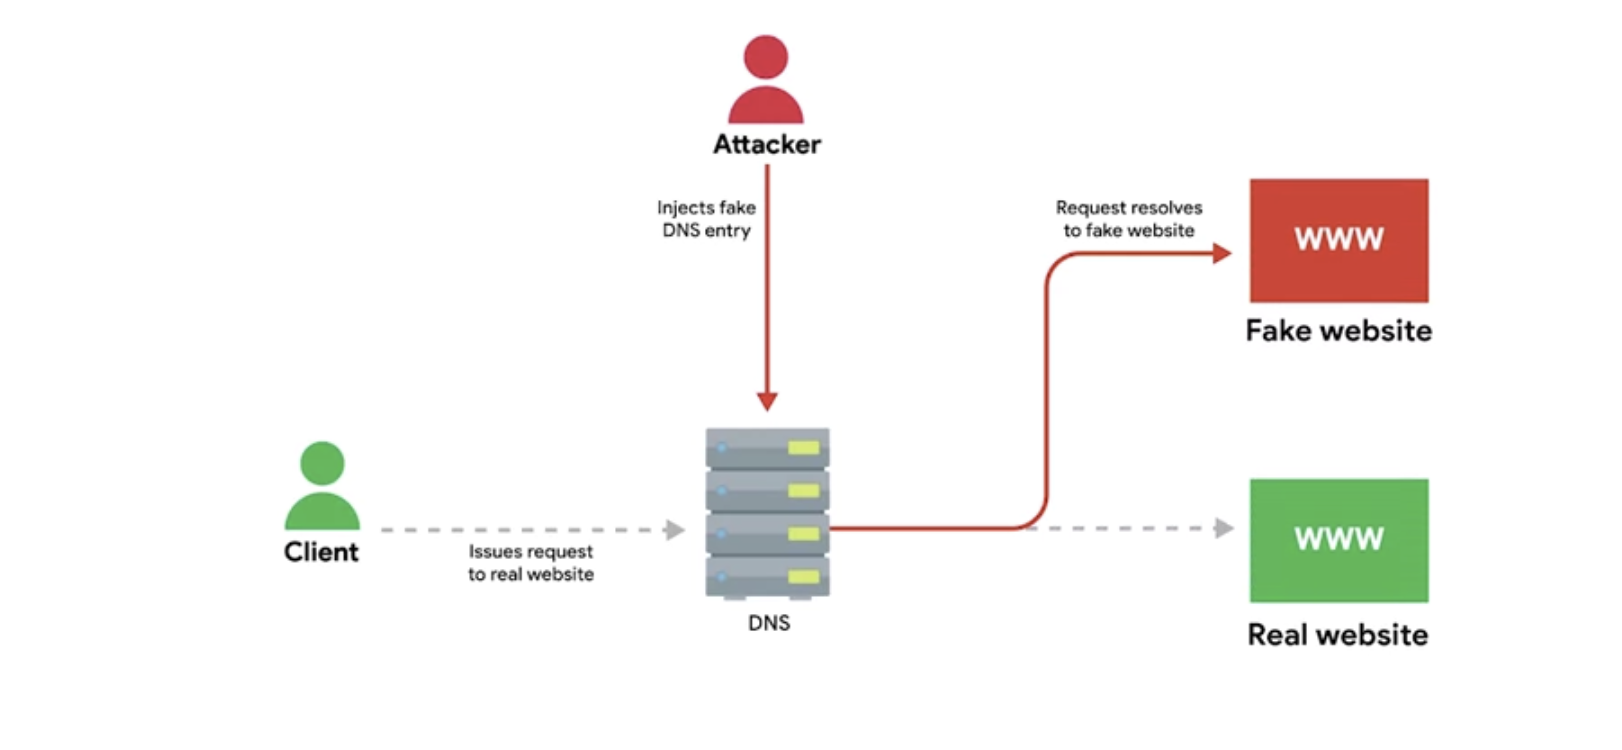 Attacker
Injects fake
DNS entry
Request resolves
to fake website
WWW
Fake website
Client
Issues request
to real website
DNS
WWW
Real website